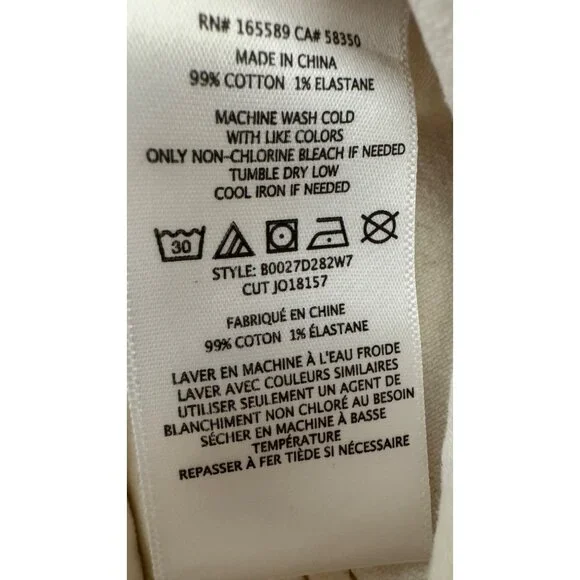 RN# 165589 CA# 58350
MADE IN CHINA
99% COTTON 1% ELASTANE
MACHINE WASH COLD
WITH LIKE COLORS
ONLY NON-CHLORINE BLEACH IF NEEDED
TUMBLE DRY LOW
COOL IRON IF NEEDED
30
STYLE: B0027D282W7
CUT JO18157
FABRIQUÉ EN CHINE
99% COTON 1% ÉLASTANE
LAVER EN MACHINE À L'EAU FROIDE
LAVER AVEC COULEURS SIMILAIRES
UTILISER SEULEMENT UN AGENT DE
BLANCHIMENT NON CHLORÉ AU BESOIN
SÉCHER EN MACHINE À BASSE
TEMPÉRATURE
REPASSER À FER TIÈDE SI NÉCESSAIRE